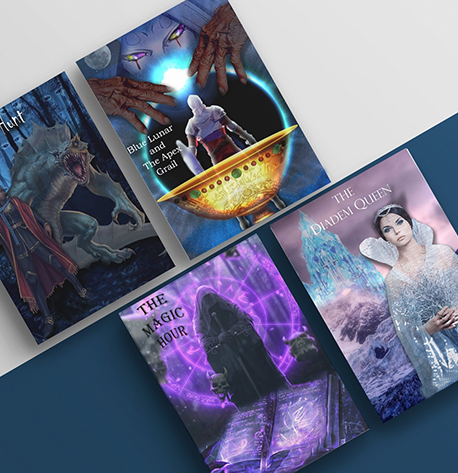 Blue Lunar
and
The Apex
Grail
THE
DIADEM QUEEN
THE
MAGIC
HOUR